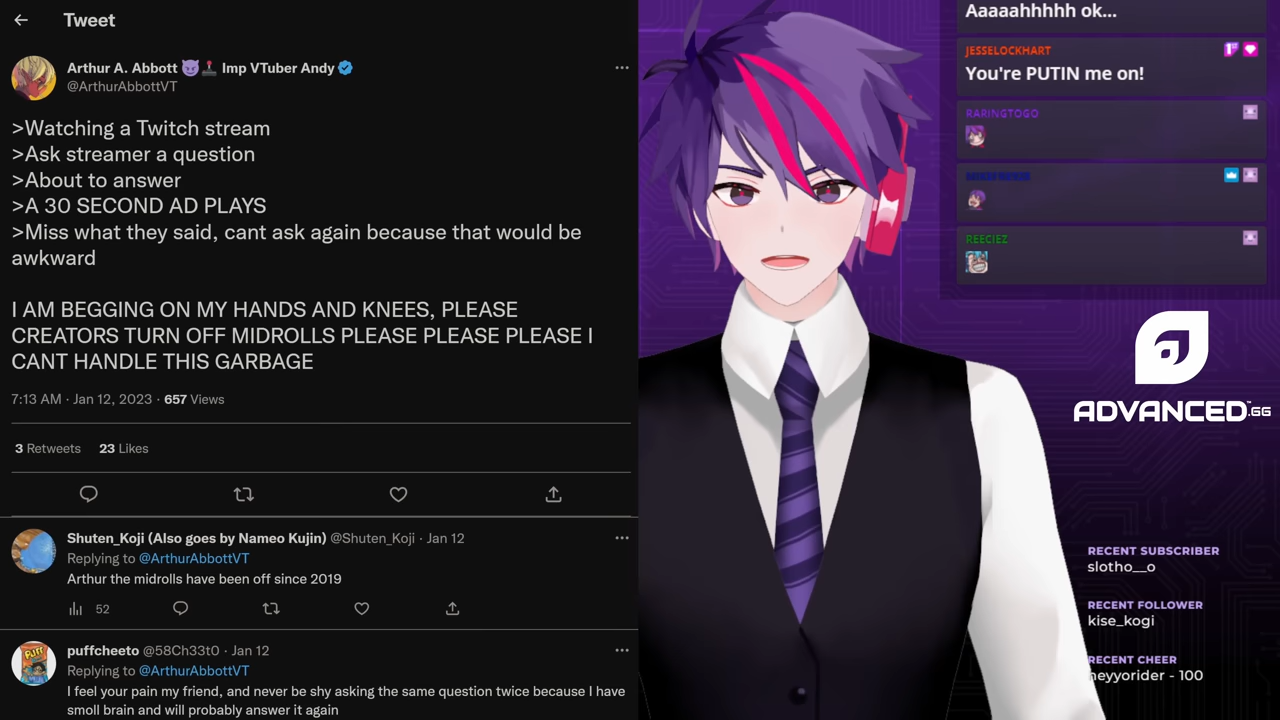 Tweet
Arthur A. Abbott Imp VTuber Andy
@ArthurAbbottVT
>Watching a Twitch stream
>Ask streamer a question
>About to answer
>A 30 SECOND AD PLAYS
>Miss what they said, cant ask again because that would be
awkward
I AM BEGGING ON MY HANDS AND KNEES, PLEASE
CREATORS TURN OFF MIDROLLS PLEASE PLEASE PLEASE I
CANT HANDLE THIS GARBAGE
7:13 AM · Jan 12, 2023 · 657 Views
3 Retweets 23 Likes
Shuten_Koji (Also goes by Nameo Kujin) @Shuten_Koji · Jan 12
Replying to @ArthurAbbottVT
Arthur the midrolls have been off since 2019
52
puffcheeto @58Ch33t0 · Jan 12
Replying to @ArthurAbbottVT
I feel your pain my friend, and never be shy asking the same question twice because I have
smoll brain and will probably answer it again
Aaaaahhhhh ok...
JESSELOCKHART
You're PUTIN me on!
RARINGTOGO
REECIEZ
ADVANCED.GG
RECENT SUBSCRIBER
slotho__o
RECENT FOLLOWER
kise_kogi
RECENT CHEER
heyyorider - 100